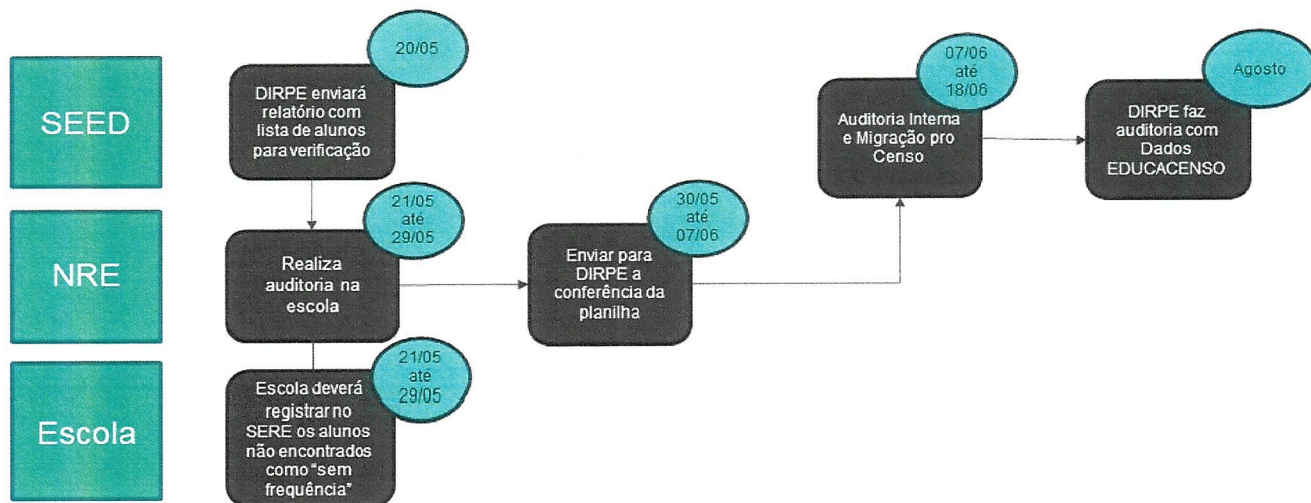 SEED
20/05
DIRPE enviará
relatório com
lista de alunos
para verificação
07/06
até
18/06
Auditoria Interna
e Migração pro
Censo
Agosto
DIRPE faz
auditoria com
Dados
EDUCACENSO
NRE
21/05
até
29/05
Realiza
auditoria na
escola
30/05
até
07/06
Enviar para
DIRPE a
conferência da
planilha
Escola
21/05
até
29/05
Escola deverá
registrar no
SERE os alunos
não encontrados
como "sem
frequência"